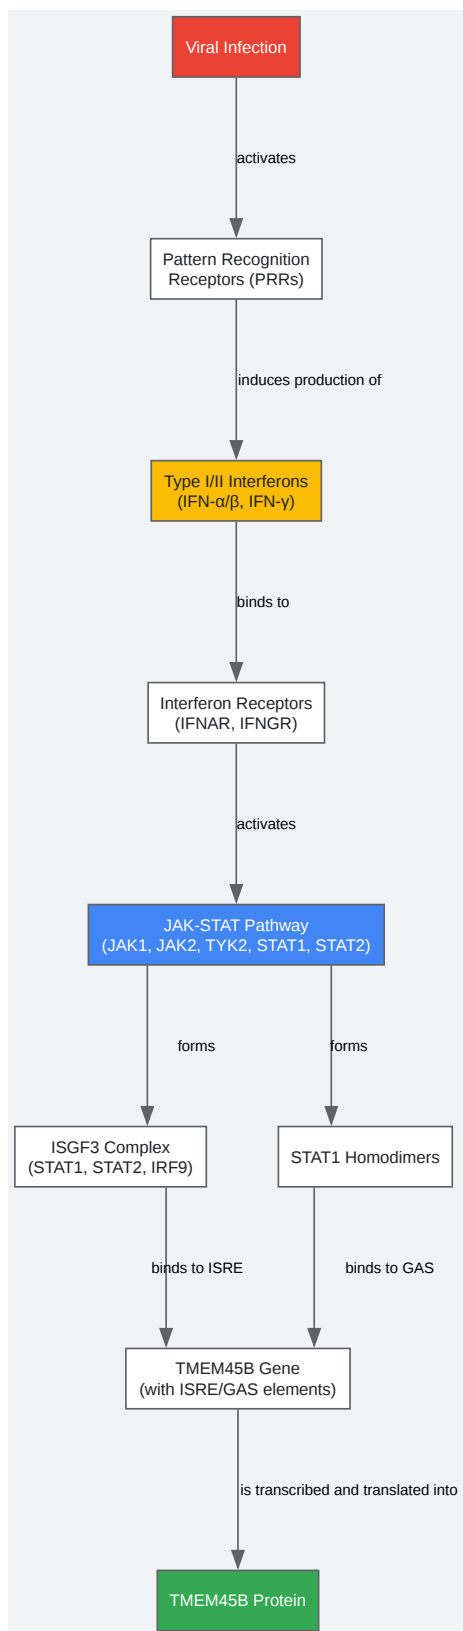 Viral Infection
activates
Pattern Recognition
Receptors (PRRs)
induces production of
Type I/II Interferons
(IFN-α/β, IFN-γ)
binds to
Interferon Receptors
(IFNAR, IFNGR)
activates
JAK-STAT Pathway
(JAK1, JAK2, TYK2, STAT1, STAT2)
forms
forms
ISGF3 Complex
(STAT1, STAT2, IRF9)
STAT1 Homodimers
binds to ISRE
binds to GAS
TMEM45B Gene
(with ISRE/GAS elements)
is transcribed and translated into
TMEM45B Protein